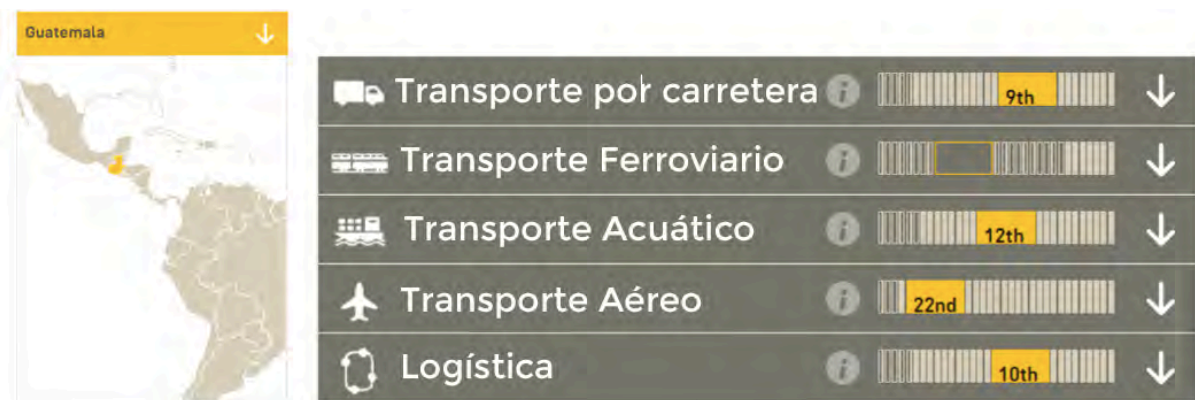 Guatemala
Transporte por carretera i 9th
Transporte Ferroviario i
Transporte Acuático i 12th
Transporte Aéreo i 22nd
Logística i 10th